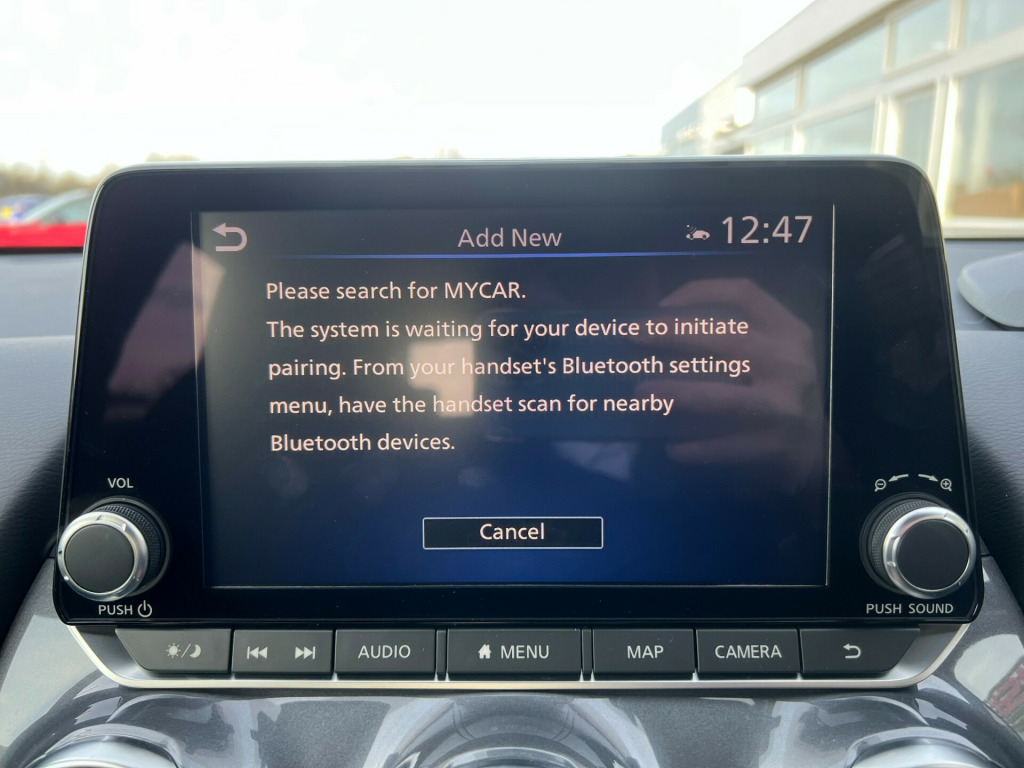 Add New
12:47
Please search for MYCAR.
The system is waiting for your device to initiate
pairing. From your handset's Bluetooth settings
menu, have the handset scan for nearby
Bluetooth devices.
Cancel
VOL
PUSH
PUSH SOUND
AUDIO
MENU
MAP
CAMERA